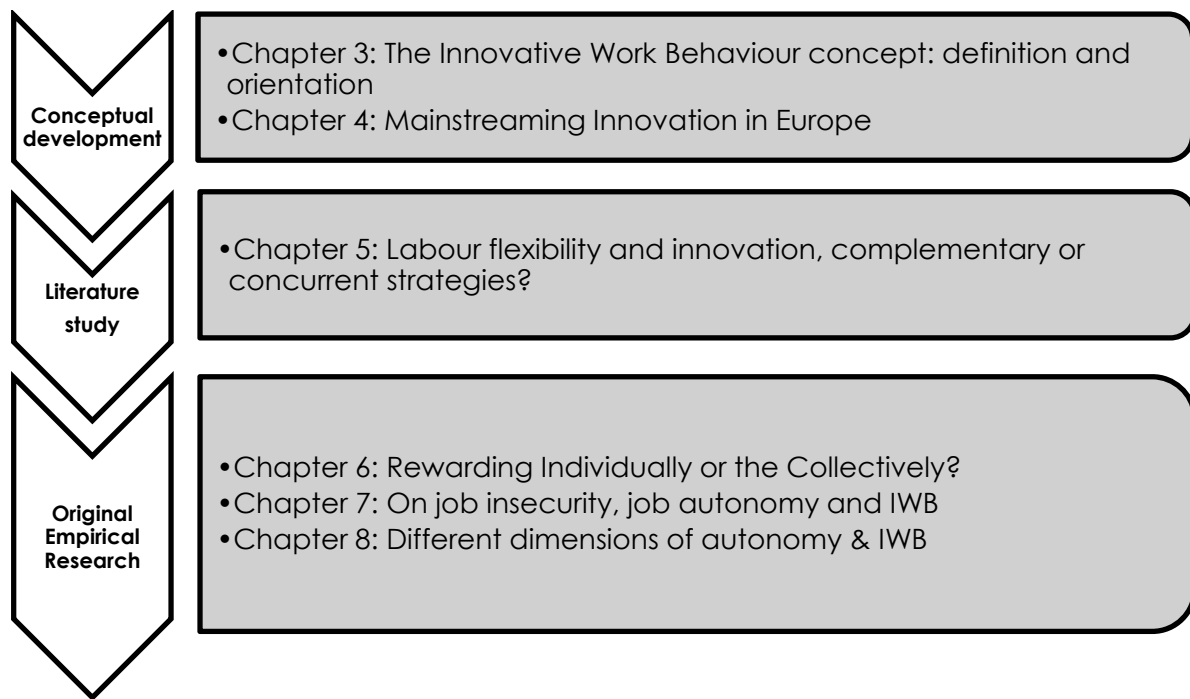 Conceptual
development
•Chapter 3: The Innovative Work Behaviour concept: definition and
orientation
•Chapter 4: Mainstreaming Innovation in Europe
Literature
study
•Chapter 5: Labour flexibility and innovation, complementary or
concurrent strategies?
Original
Empirical
Research
•Chapter 6: Rewarding Individually or the Collectively?
•Chapter 7: On job insecurity, job autonomy and IWB
•Chapter 8: Different dimensions of autonomy & IWB